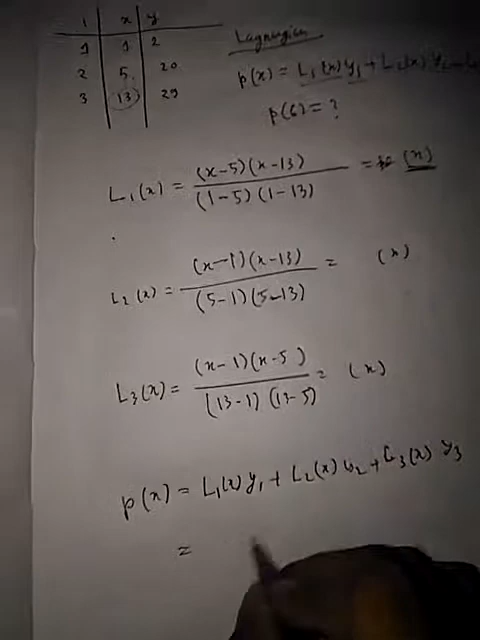 i x y
1 1 2
2 5 20
3 13 29
Lagrangian
p(x) = L₁(x) y₁ + L₂(x) y₂
p(6) = ?
L₁(x) = (x-5)(x-13) / (1-5)(1-13) = (x)
L₂(x) = (x-1)(x-13) / (5-1)(5-13) = (x)
L₃(x) = (x-1)(x-5) / (13-1)(13-5) = (x)
p(x) = L₁(x) y₁ + L₂(x) y₂ + L₃(x) y₃
=